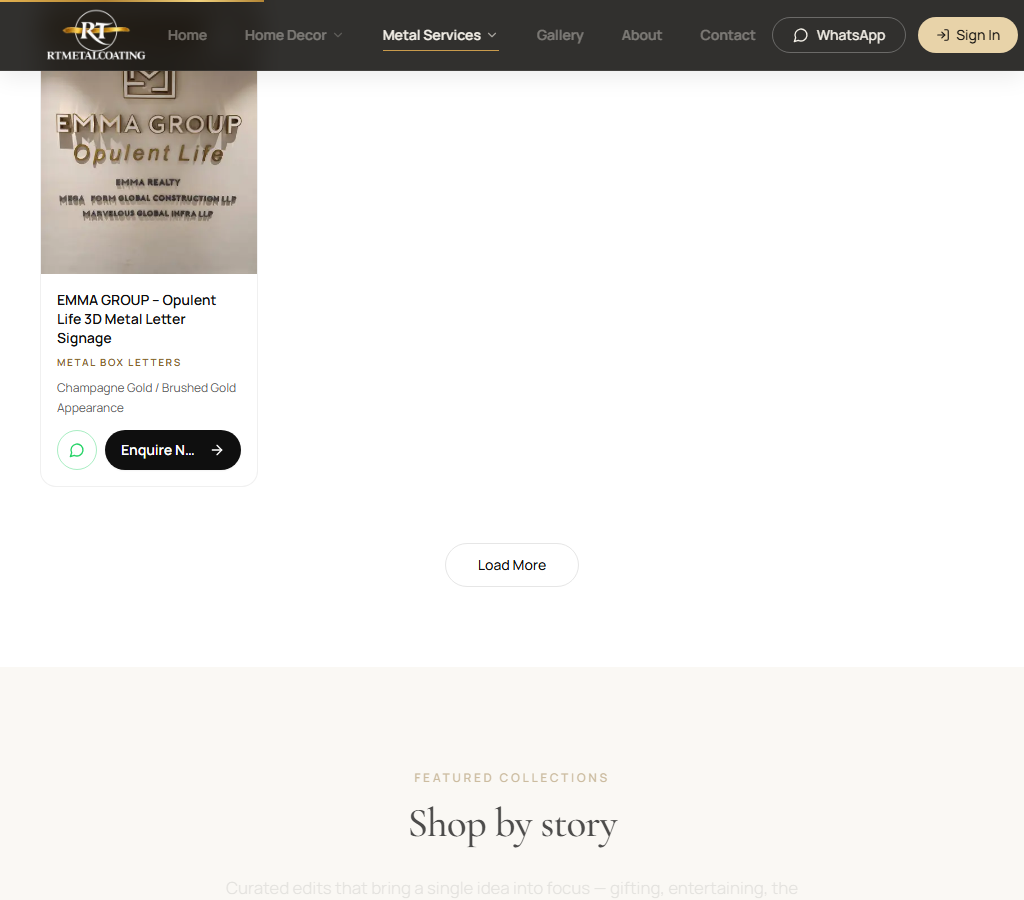 RT
RTMETALCOATING
Home
Home Decor
Metal Services
Gallery
About
Contact
WhatsApp
Sign In
EMMA GROUP
Opulent Life
EMMA REALTY
MEGA FORM GLOBAL CONSTRUCTION LLP
MARVELOUS GLOBAL INFRA LLP
EMMA GROUP – Opulent
Life 3D Metal Letter
Signage
METAL BOX LETTERS
Champagne Gold / Brushed Gold
Appearance
Enquire N...
Load More
FEATURED COLLECTIONS
Shop by story
Curated edits that bring a single idea into focus — gifting, entertaining, the